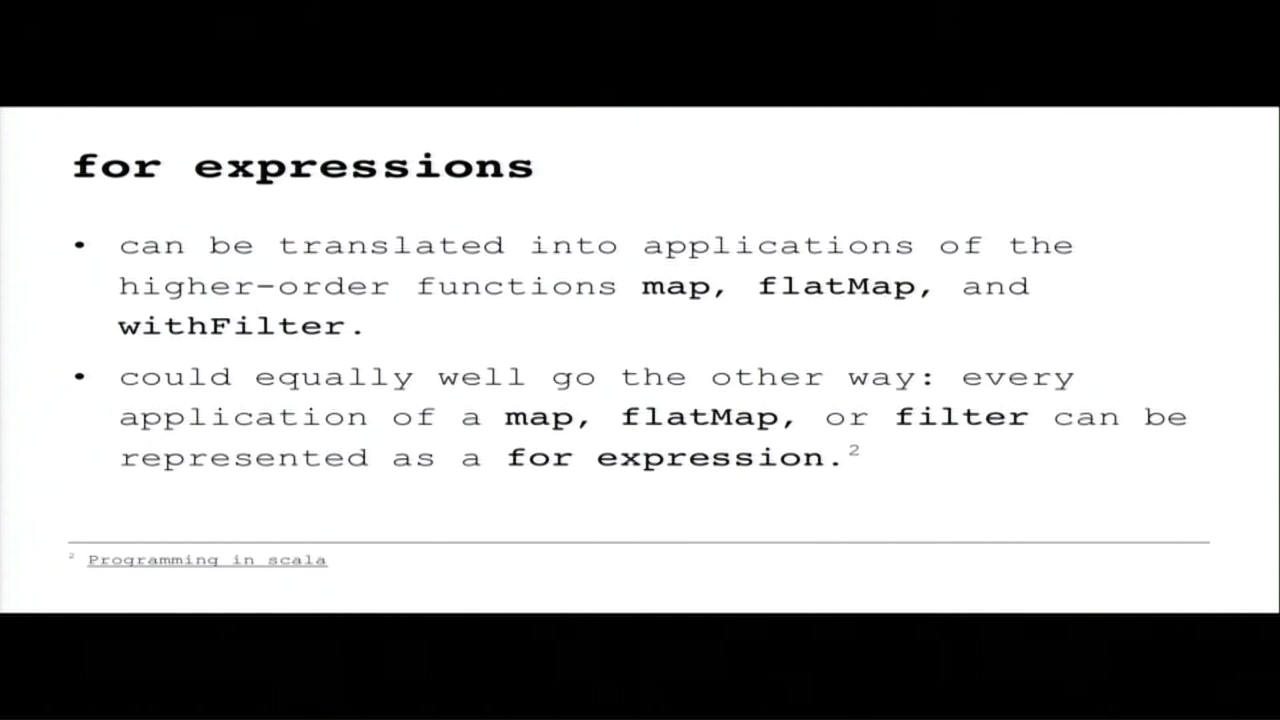 for expressions
• can be translated into applications of the
higher-order functions map, flatMap, and
withFilter.
• could equally well go the other way: every
application of a map, flatMap, or filter can be
represented as a for expression.²
² Programming in scala